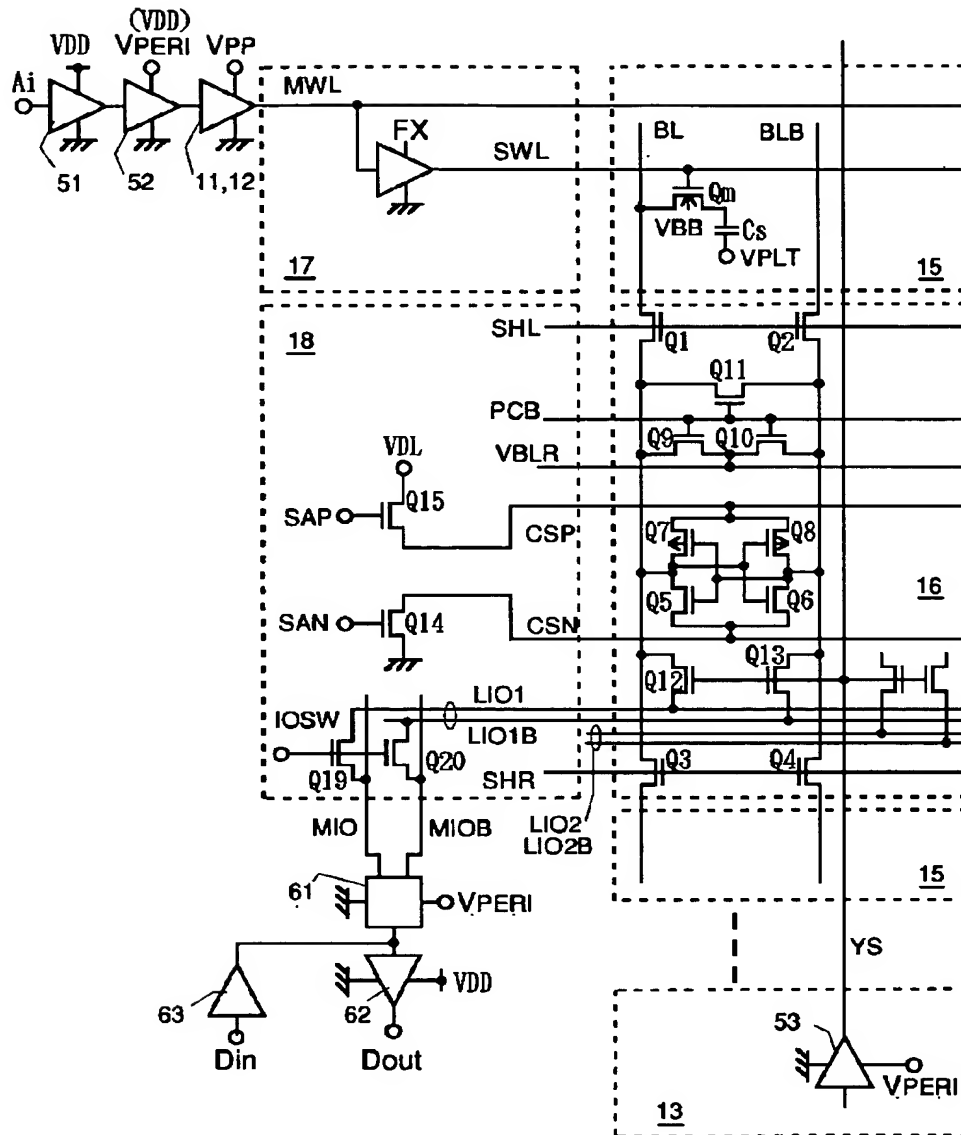 (VDD)
VDD VPERI VPP
Ai
51 52 11,12
MWL
FX
SWL
17
BL BLB
Qm
VBB Cs
VPLT
15
18
SHL
Q1 Q2
Q11
PCB
Q9 Q10
VBLR
VDL
Q15
SAP
CSP
Q7 Q8
Q5 Q6
16
SAN
Q14
CSN
Q12 Q13
LIO1
IOSW
LIO1B
Q19 Q20
SHR
Q3 Q4
MIO MIOB
LIO2
LIO2B
15
61
VPERI
YS
63 62
VDD
Din Dout
53
VPERI
13